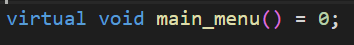 virtual void main_menu() = 0;